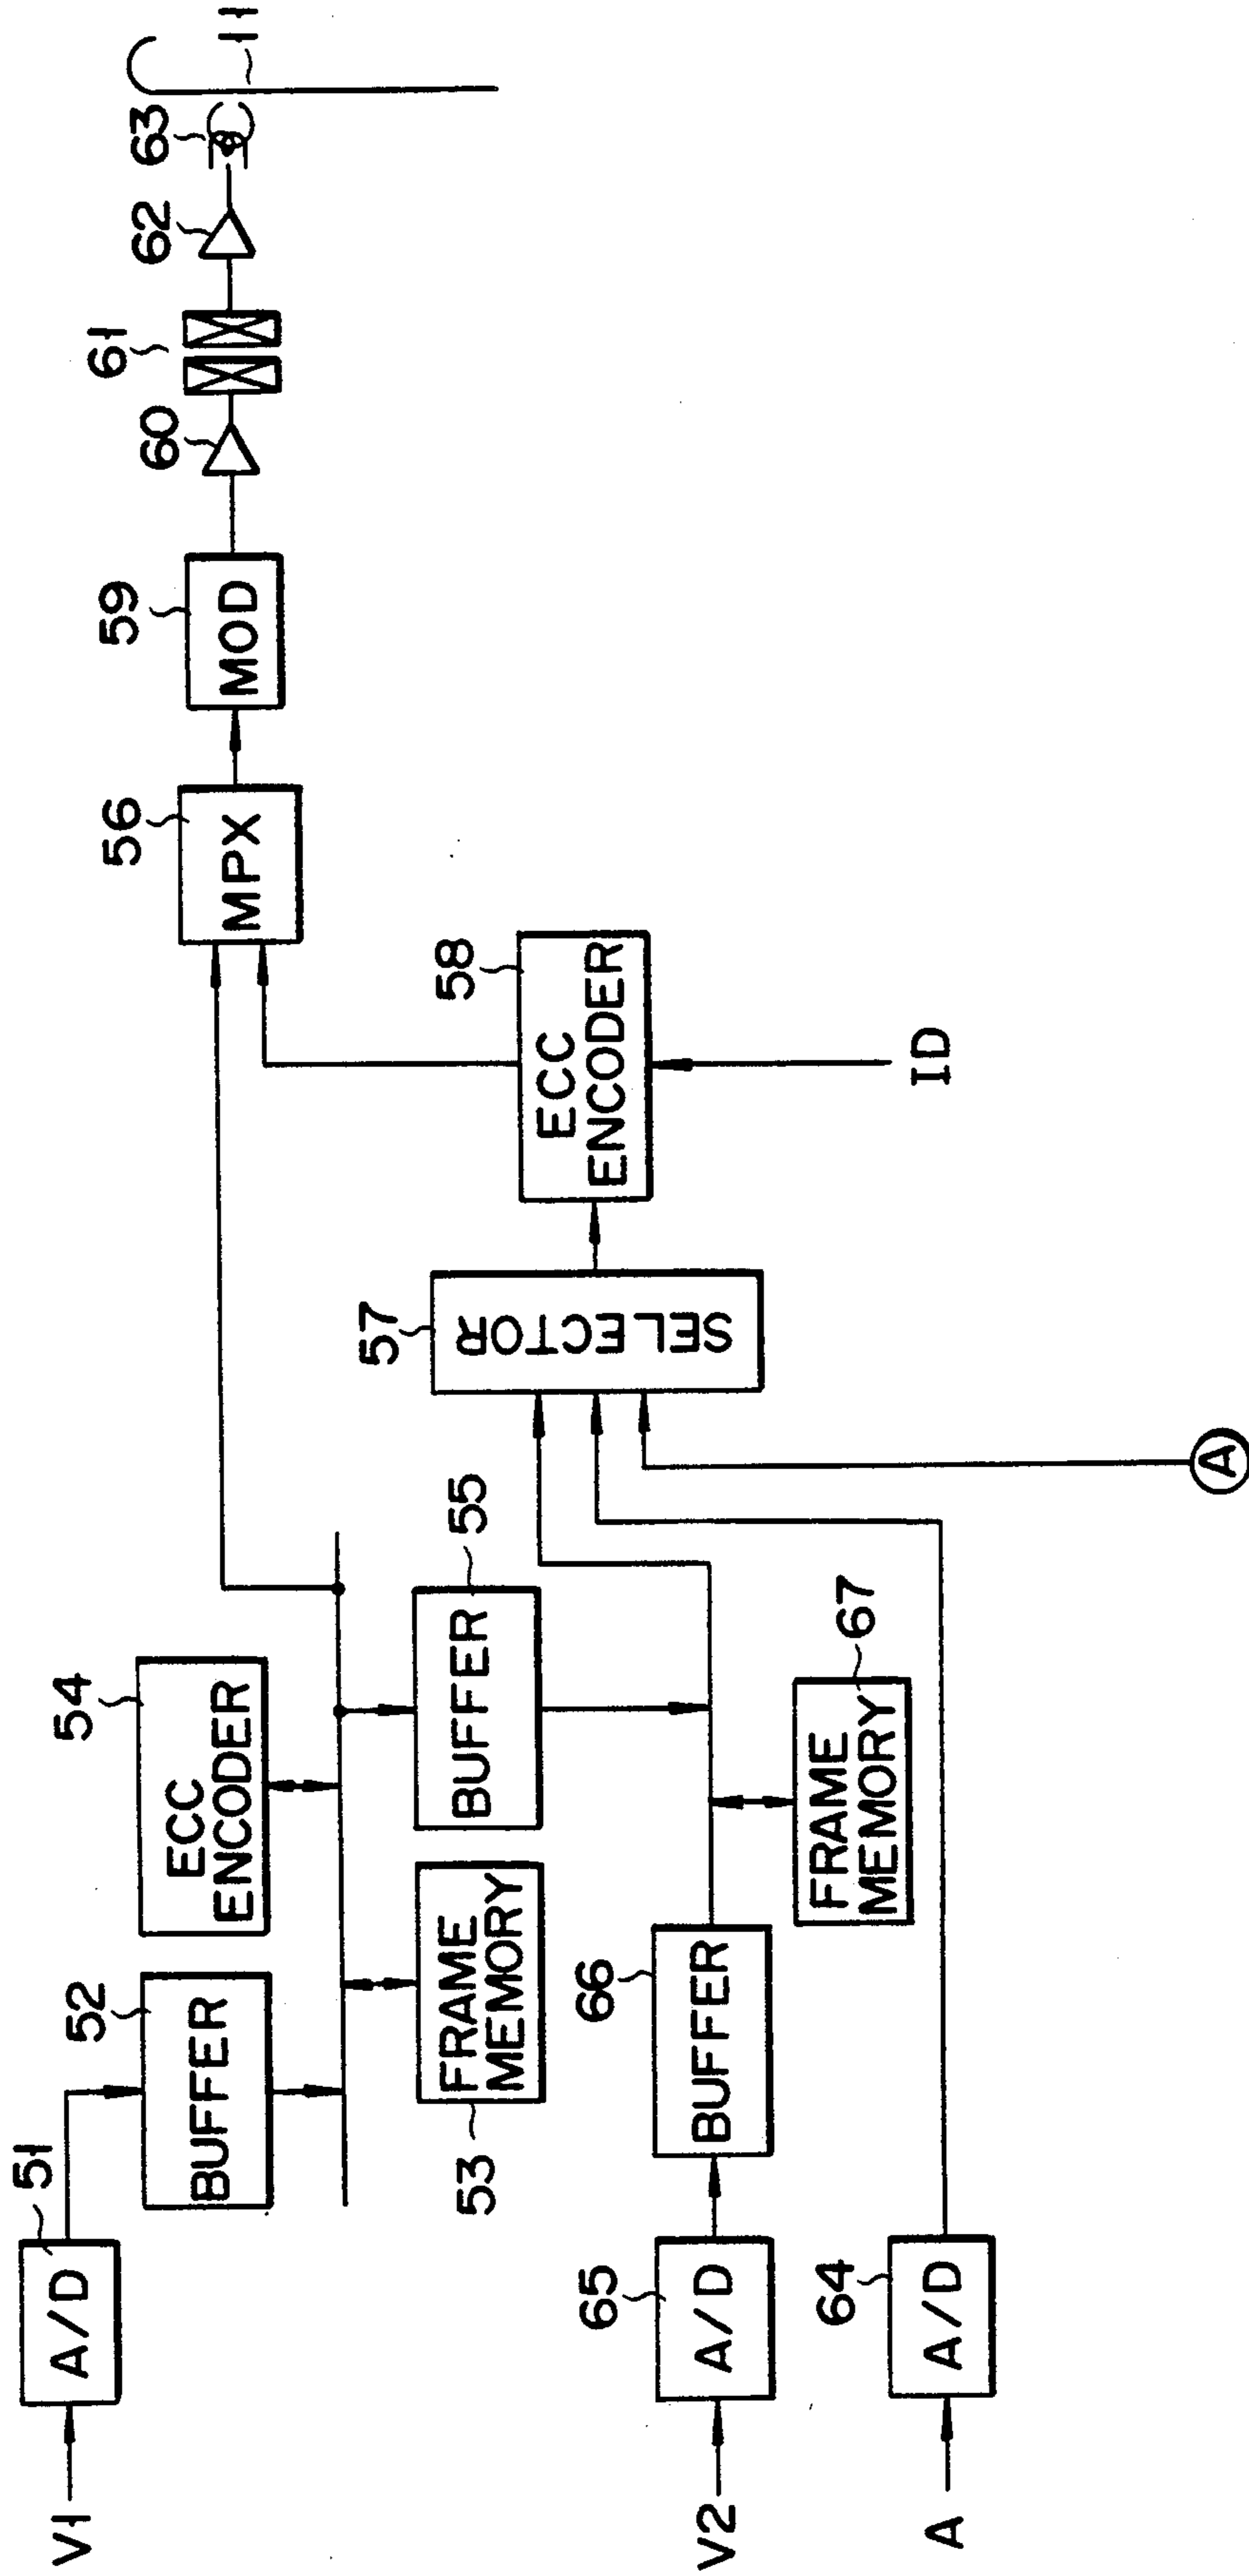 V1
A/D
51
BUFFER
52
FRAME
MEMORY
53
ECC
ENCODER
54
BUFFER
55
MPX
56
MOD
59
60
61
62
63
11
V2
A/D
65
BUFFER
66
FRAME
MEMORY
67
SELECTOR
57
ECC
ENCODER
58
ID
A
A/D
64
A